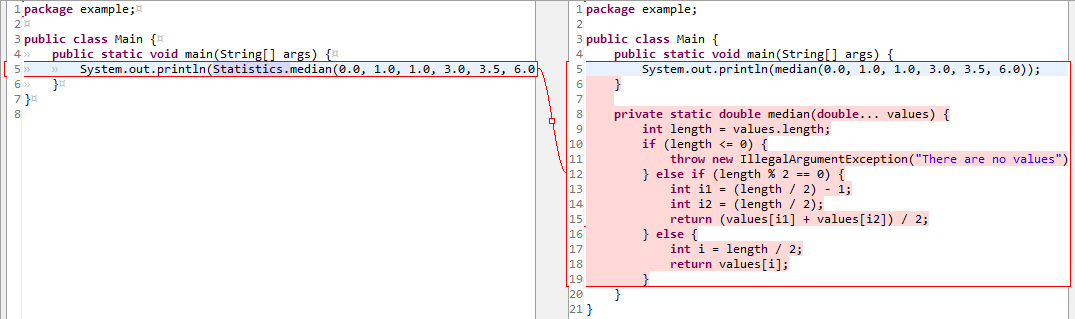 1 package example;¤
2 ¤
3 public class Main {¤
4 » public static void main(String[] args) {¤
5 » » System.out.println(Statistics.median(0.0, 1.0, 1.0, 3.0, 3.5, 6.0
6 » }¤
7 }¤
8
1 package example;
2
3 public class Main {
4 public static void main(String[] args) {
5 System.out.println(median(0.0, 1.0, 1.0, 3.0, 3.5, 6.0));
6 }
7
8 private static double median(double... values) {
9 int length = values.length;
10 if (length <= 0) {
11 throw new IllegalArgumentException("There are no values")
12 } else if (length % 2 == 0) {
13 int i1 = (length / 2) - 1;
14 int i2 = (length / 2);
15 return (values[i1] + values[i2]) / 2;
16 } else {
17 int i = length / 2;
18 return values[i];
19 }
20 }
21 }